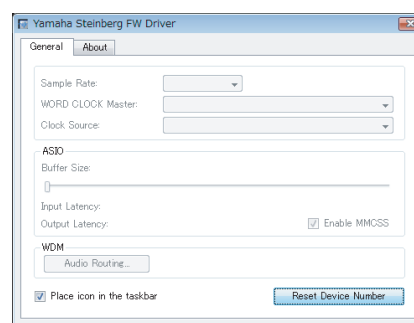 Yamaha Steinberg FW Driver
General About
Sample Rate:
WORD CLOCK Master:
Clock Source:
ASIO
Buffer Size:
Input Latency:
Output Latency: Enable MMCSS
WDM
Audio Routing...
Place icon in the taskbar Reset Device Number